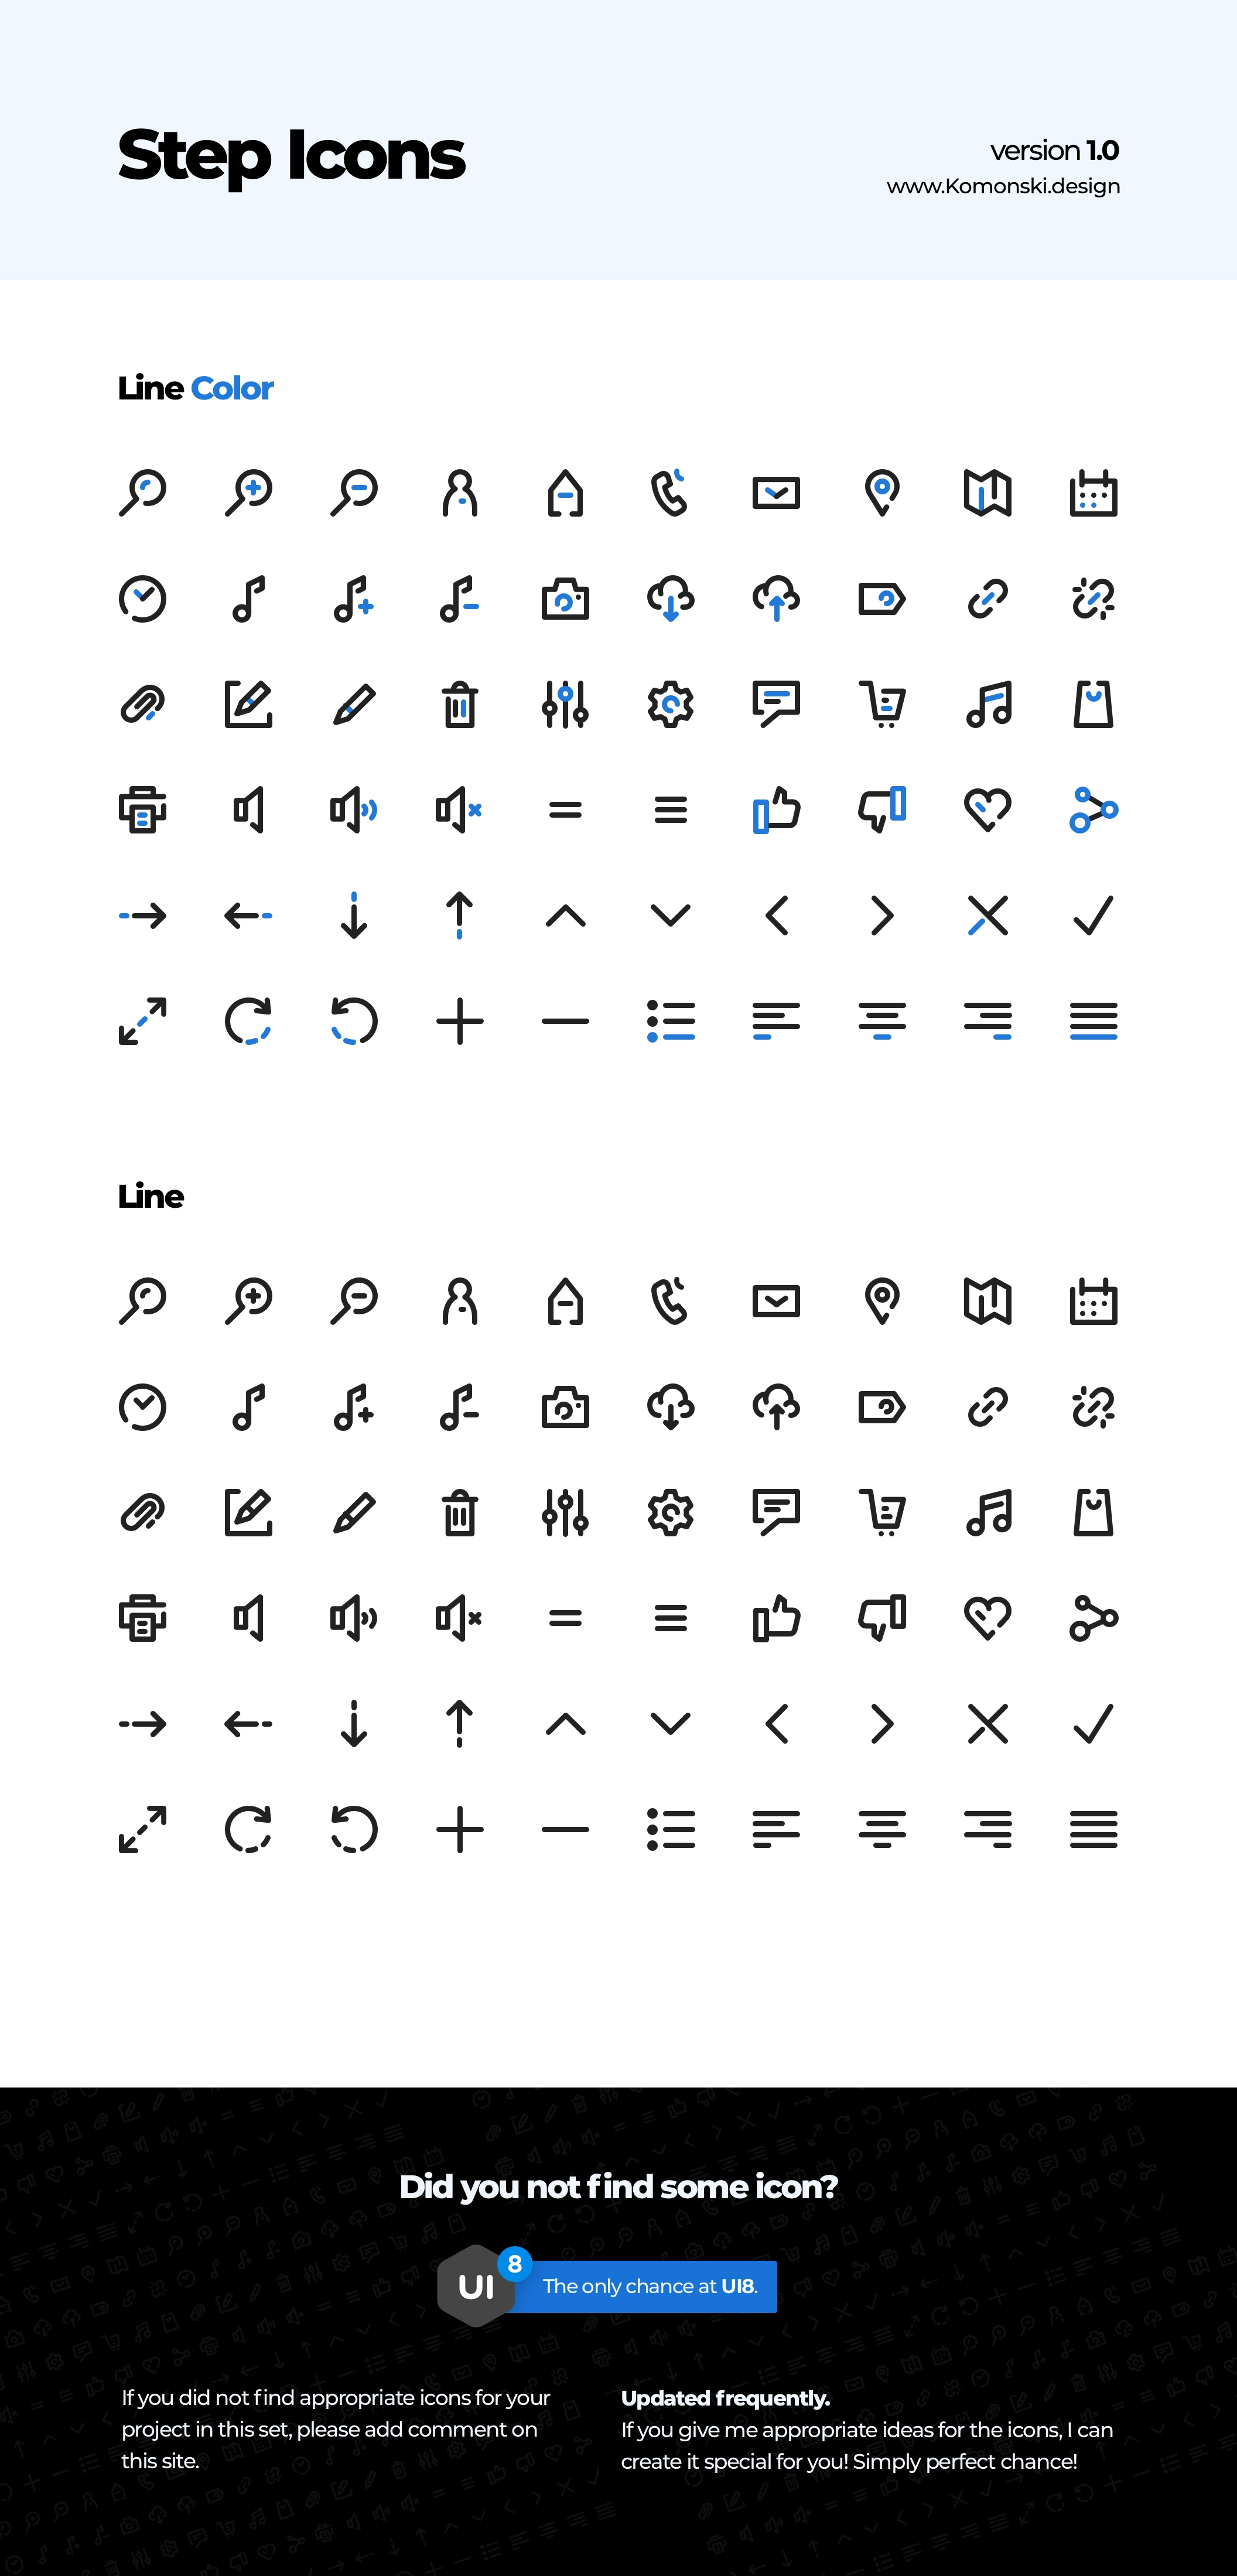 Step Icons
version 1.0
www.Komonski.design
Line Color
Line
Did you not find some icon?
UI 8
The only chance at UI8.
If you did not find appropriate icons for your
project in this set, please add comment on
this site.
Updated frequently.
If you give me appropriate ideas for the icons, I can
create it special for you! Simply perfect chance!